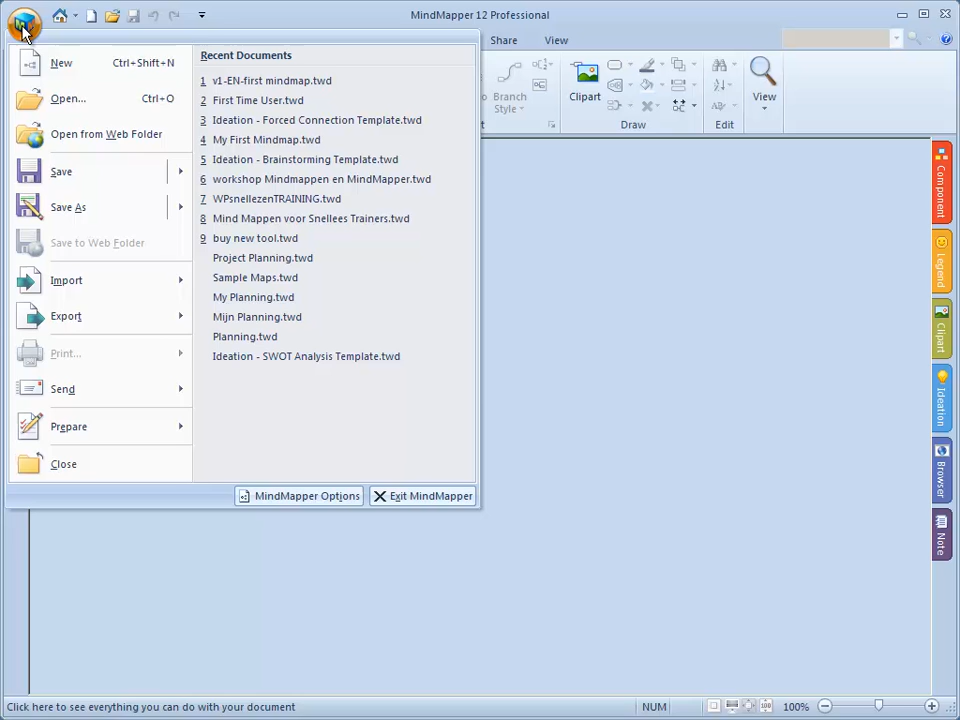 MindMapper 12 Professional
Share View
New Ctrl+Shift+N
Open... Ctrl+O
Open from Web Folder
Save
Save As
Save to Web Folder
Import
Export
Print...
Send
Prepare
Close
Recent Documents
1 v1-EN-first mindmap.twd
2 First Time User.twd
3 Ideation - Forced Connection Template.twd
4 My First Mindmap.twd
5 Ideation - Brainstorming Template.twd
6 workshop Mindmappen en MindMapper.twd
7 WPsnellezenTRAINING.twd
8 Mind Mappen voor Snellees Trainers.twd
9 buy new tool.twd
Project Planning.twd
Sample Maps.twd
My Planning.twd
Mijn Planning.twd
Planning.twd
Ideation - SWOT Analysis Template.twd
MindMapper Options Exit MindMapper
Branch
Style
Clipart
Draw
Edit
View
Component
Legend
Clipart
Ideation
Browser
Note
Click here to see everything you can do with your document
NUM
100%